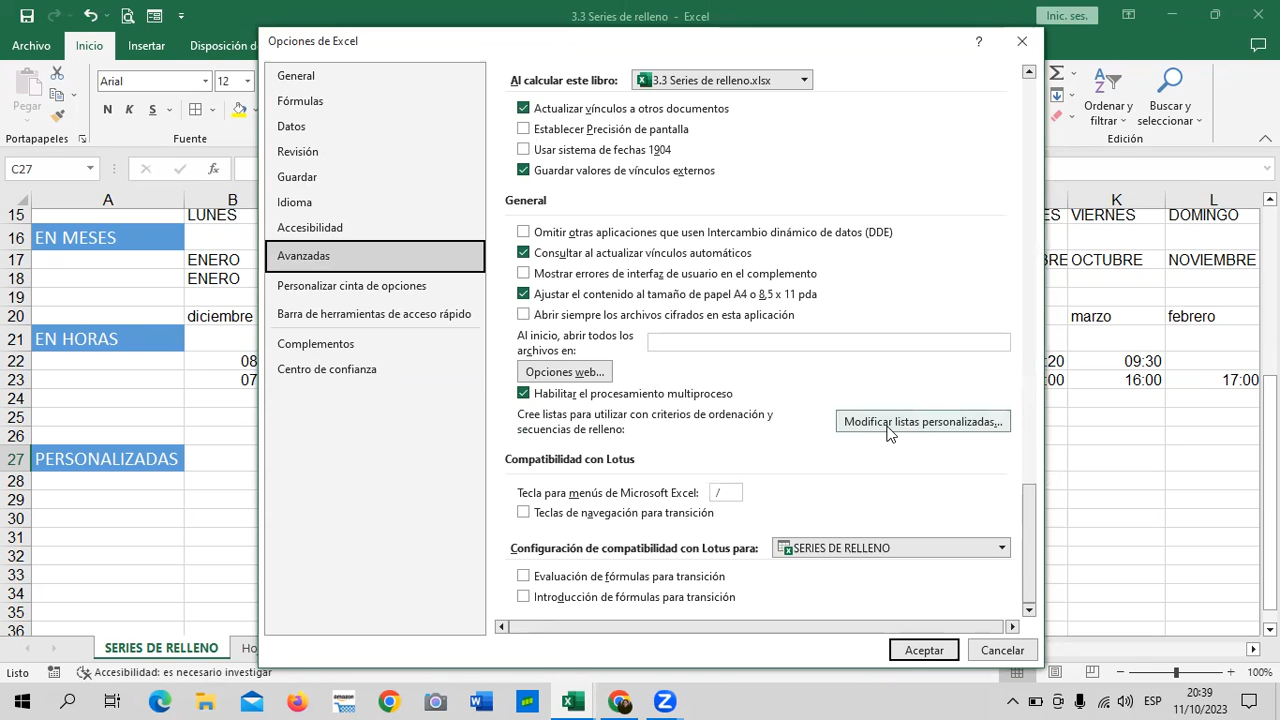 3.3 Series de relleno - Excel
Inic. ses.
Archivo
Inicio
Insertar
Disposición d
Opciones de Excel
Pegar
Portapapeles
Arial
12
N
K
S
Fuente
Ordenar y
filtrar
Buscar y
seleccionar
Edición
C27
General
Fórmulas
Datos
Revisión
Guardar
Idioma
Accesibilidad
Avanzadas
Personalizar cinta de opciones
Barra de herramientas de acceso rápido
Complementos
Centro de confianza
Al calcular este libro: 3.3 Series de relleno.xlsx
Actualizar vínculos a otros documentos
Establecer Precisión de pantalla
Usar sistema de fechas 1904
Guardar valores de vínculos externos
General
Omitir otras aplicaciones que usen Intercambio dinámico de datos (DDE)
Consultar al actualizar vínculos automáticos
Mostrar errores de interfaz de usuario en el complemento
Ajustar el contenido al tamaño de papel A4 o 8,5 x 11 pda
Abrir siempre los archivos cifrados en esta aplicación
Al inicio, abrir todos los
archivos en:
Opciones web...
Habilitar el procesamiento multiproceso
Cree listas para utilizar con criterios de ordenación y
secuencias de relleno:
Modificar listas personalizadas...
Compatibilidad con Lotus
Tecla para menús de Microsoft Excel: /
Teclas de navegación para transición
Configuración de compatibilidad con Lotus para: SERIES DE RELLENO
Evaluación de fórmulas para transición
Introducción de fórmulas para transición
Aceptar
Cancelar
A B K L
15 LUNES ES VIERNES DOMINGO
16 EN MESES
17 ENERO BRE OCTUBRE NOVIEMBRE
18 ENERO
19
20 diciembre marzo febrero
21 EN HORAS
22 08 :20 09:30
23 07 :00 16:00 17:00
24
25
26
27 PERSONALIZADAS
28
29
30
31
32
33
34
35
36
SERIES DE RELLENO
Ho
Listo
Accesibilidad: es necesario investigar
100%
amazon
ESP
20:39
11/10/2023